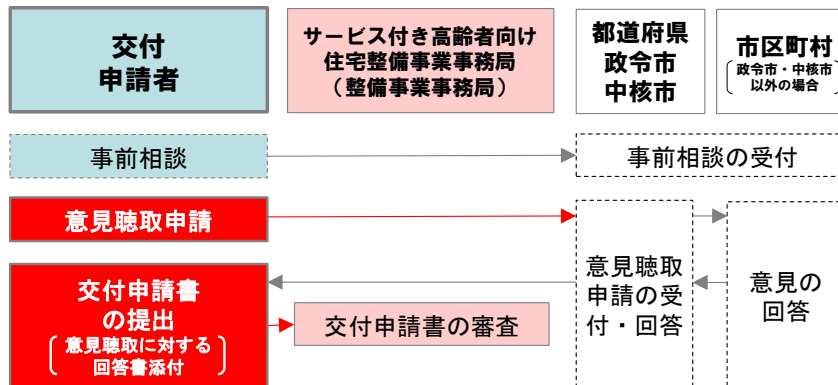 交付
申請者
サービス付き高齢者向け
住宅整備事業事務局
（整備事業事務局）
都道府県
政令市
中核市
市区町村
政令市・中核市
以外の場合
事前相談
事前相談の受付
意見聴取申請
意見聴取
申請の受
付・回答
意見の
回答
交付申請書
の提出
意見聴取に対する
回答書添付
交付申請書の審査